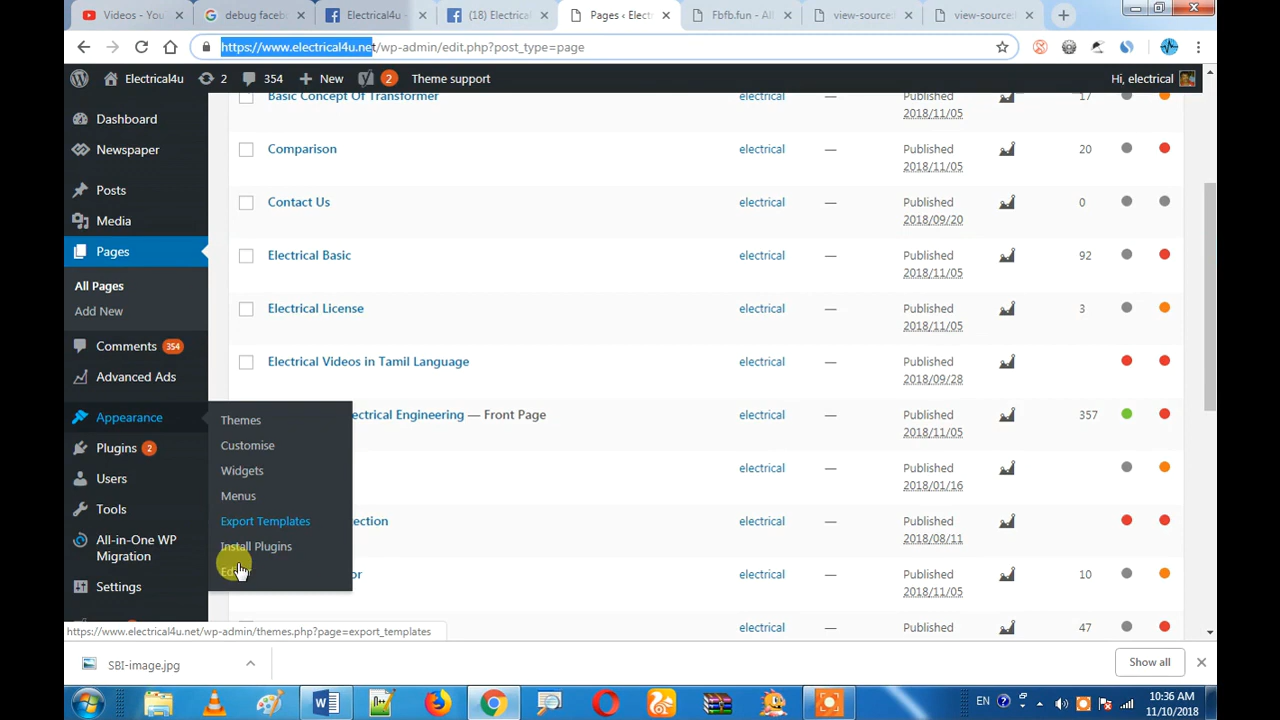 Videos - You
debug faceb
Electrical4u -
(18) Electric
Pages ‹ Elect
Fbfb.fun - Al
view-source:
view-source:
https://www.electrical4u.net/wp-admin/edit.php?post_type=page
Electrical4u 2 354 New 2 Theme support Hi, electrical
Dashboard
Newspaper
Posts
Media
Pages
All Pages
Add New
Comments 354
Advanced Ads
Appearance
Plugins 2
Users
Tools
All-in-One WP
Migration
Settings
Themes
Customise
Widgets
Menus
Export Templates
Install Plugins
Basic Concept Of Transformer electrical — Published 17
2018/11/05
Comparison electrical — Published 20
2018/11/05
Contact Us electrical — Published 0
2018/09/20
Electrical Basic electrical — Published 92
2018/11/05
Electrical License electrical — Published 3
2018/11/05
Electrical Videos in Tamil Language electrical — Published
2018/09/28
ectrical Engineering — Front Page electrical — Published 357
2018/11/05
electrical — Published
2018/01/16
ection electrical — Published
2018/08/11
or electrical — Published 10
2018/11/05
electrical — Published 47
https://www.electrical4u.net/wp-admin/themes.php?page=export_templates
SBI-image.jpg
Show all
EN
10:36 AM
11/10/2018